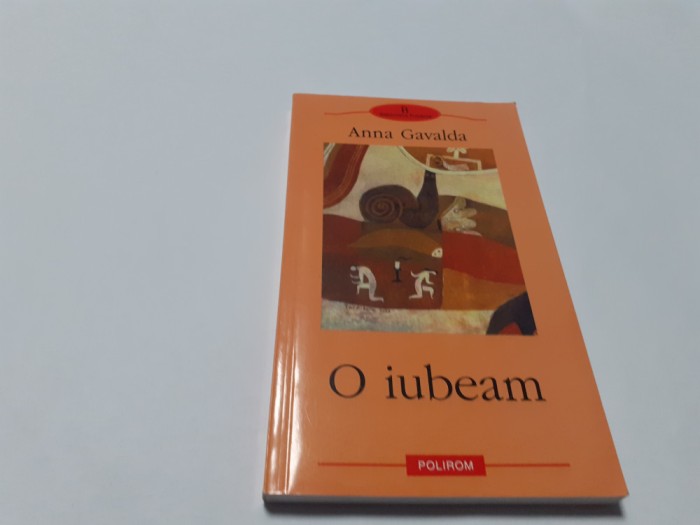 Anna Gavalda
O iubeam
POLIROM